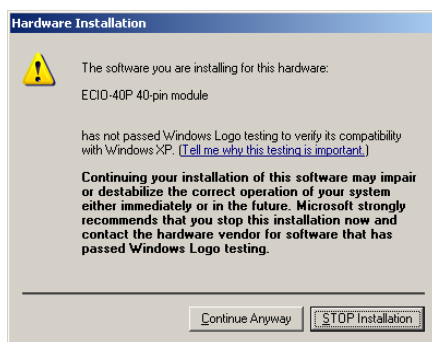 Hardware Installation
The software you are installing for this hardware:
ECIO-40P 40-pin module
has not passed Windows Logo testing to verify its compatibility
with Windows XP. (Tell me why this testing is important.)
Continuing your installation of this software may impair
or destabilize the correct operation of your system
either immediately or in the future. Microsoft strongly
recommends that you stop this installation now and
contact the hardware vendor for software that has
passed Windows Logo testing.
Continue Anyway
STOP Installation